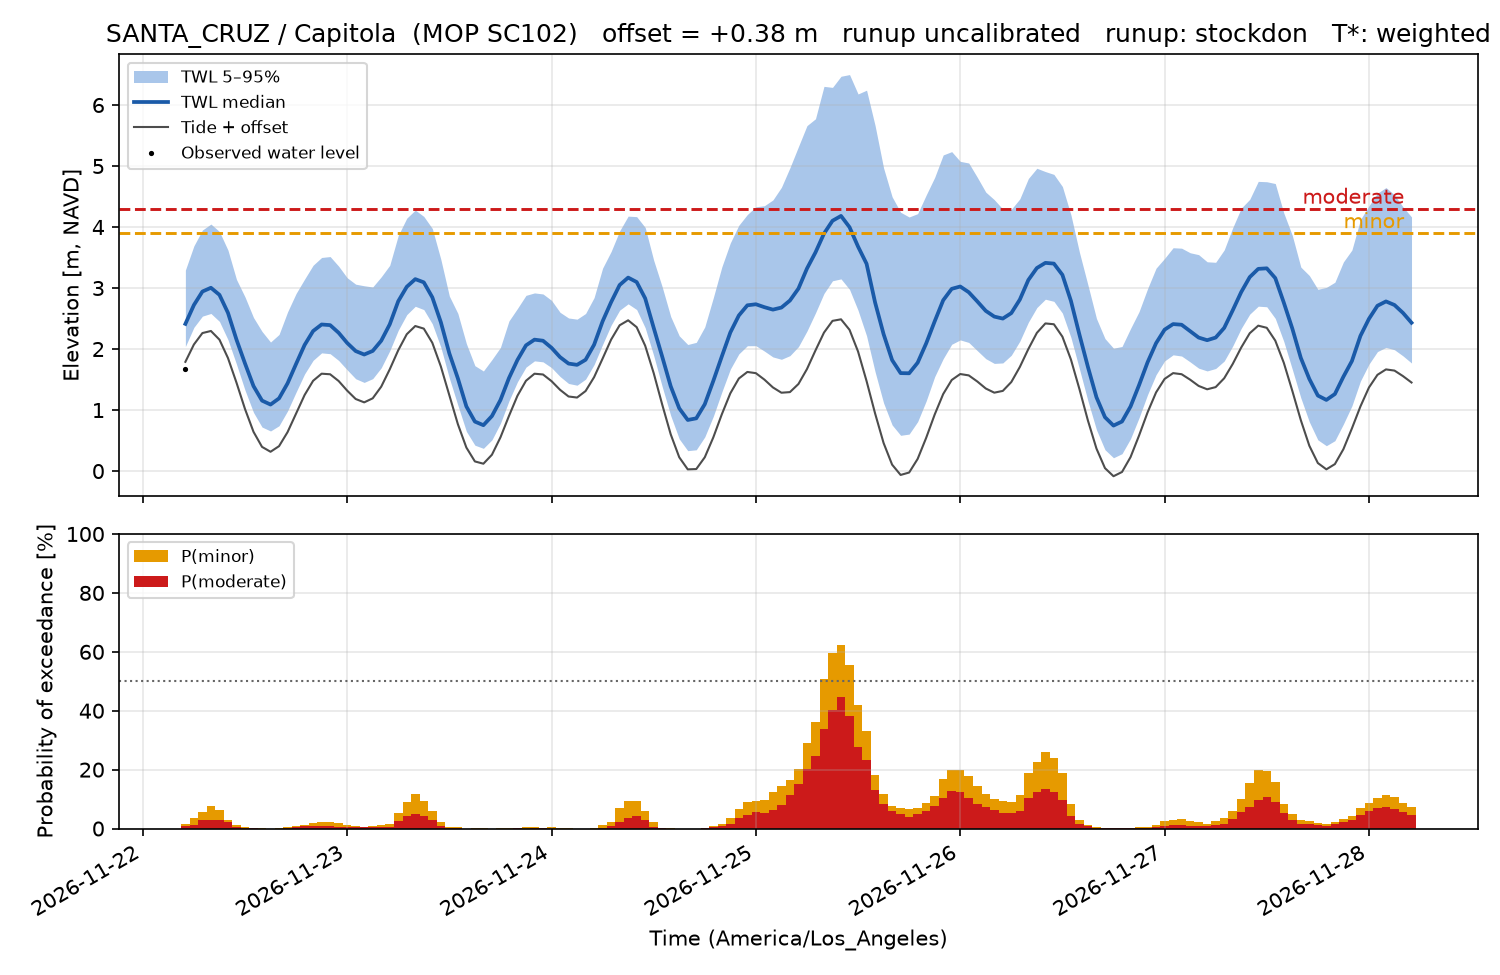 SANTA_CRUZ / Capitola  (MOP SC102)   offset = +0.38 m   runup uncalibrated   runup: stockdon   T*: weighted
TWL 5–95%
TWL median
Tide + offset
Observed water level
Elevation [m, NAVD]
6
5
4
3
2
1
0
moderate
minor
P(minor)
P(moderate)
Probability of exceedance [%]
100
80
60
40
20
0
2026-11-22
2026-11-23
2026-11-24
2026-11-25
2026-11-26
2026-11-27
2026-11-28
Time (America/Los_Angeles)